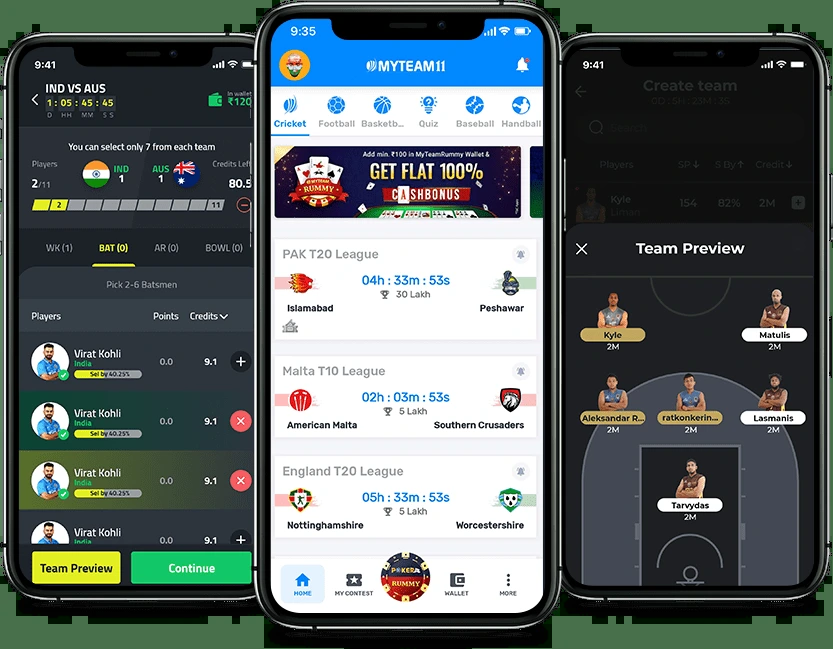 9:41
IND VS AUS
1 : 05 : 45 : 45
D HH MM S S
In wallet
₹120
You can select only 7 from each team
Players
2/11
IND
1
AUS
1
Credits Left
80.5
2
11
WK (1)
BAT (0)
AR (0)
BOWL (0)
Pick 2-6 Batsmen
Players
Points
Credits
Virat Kohli
India
Sel by 40.25%
0.0
9.1
Virat Kohli
India
Sel by 40.25%
0.0
9.1
Virat Kohli
India
Sel by 40.25%
0.0
9.1
Virat Kohli
India
0.0
9.1
Team Preview
Continue
9:35
MYTEAM11
Cricket
Football
Basketb...
Quiz
Baseball
Handball
MYTEAM
RUMMY
Add min. ₹100 in MyTeamRummy Wallet &
GET FLAT 100%
CASHBONUS
PAK T20 League
04h : 33m : 53s
30 Lakh
Islamabad
Peshawar
Malta T10 League
02h : 03m : 53s
5 Lakh
American Malta
Southern Crusaders
England T20 League
05h : 33m : 53s
5 Lakh
Nottinghamshire
Worcestershire
HOME
MY CONTEST
POKER
RUMMY
WALLET
MORE
9:41
Create team
CD : 5H : 23M : 35
Search
Players
SP↓
S By↑
Credit↓
Kyle
Liman
154
82%
2M
Team Preview
Kyle
2M
Matulis
2M
Aleksandar R...
2M
ratkonkerin...
2M
Lasmanis
2M
Tarvydas
2M